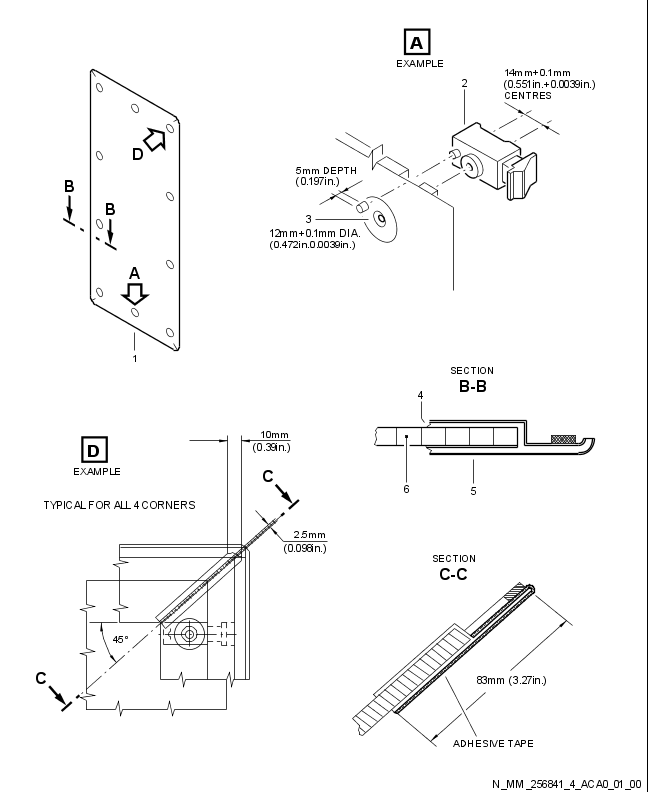 A
EXAMPLE
14mm+0.1mm
(0.551in.+0.0039in.)
CENTRES
2
D
B
B
A
1
5mm DEPTH
(0.197in.)
3
12mm+0.1mm DIA.
(0.472in.0.0039in.)
SECTION
B-B
4
6
5
D
EXAMPLE
10mm
(0.39in.)
C
TYPICAL FOR ALL 4 CORNERS
2.5mm
(0.098in.)
45°
C
SECTION
C-C
83mm (3.27in.)
ADHESIVE TAPE
N_MM_256841_4_ACA0_01_00